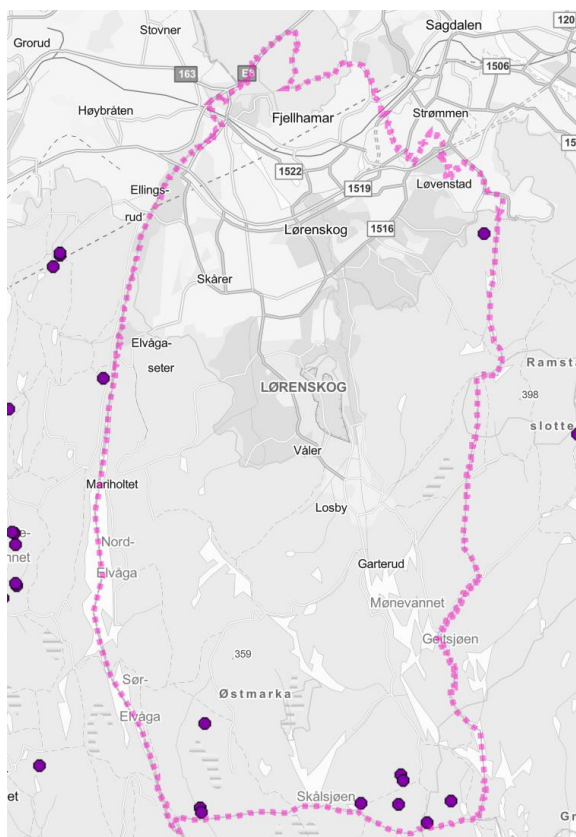 Stovner
Sagdalen
120
Grorud
163
E6
1506
Høybråten
Fjellhamar
Strømmen
15
1522
Ellings-
rud
1519
Løvenstad
Lørenskog
1516
Skårer
Elvåga-
seter
Ramsta
LØRENSKOG
398
slotte
Våler
Mariholtet
Losby
e-
nnet
Nord-
Elvåga
Garterud
Mønevannet
Geitsjøen
359
Sør-
Elvåga
Østmarka
et
Skålsjøen
G